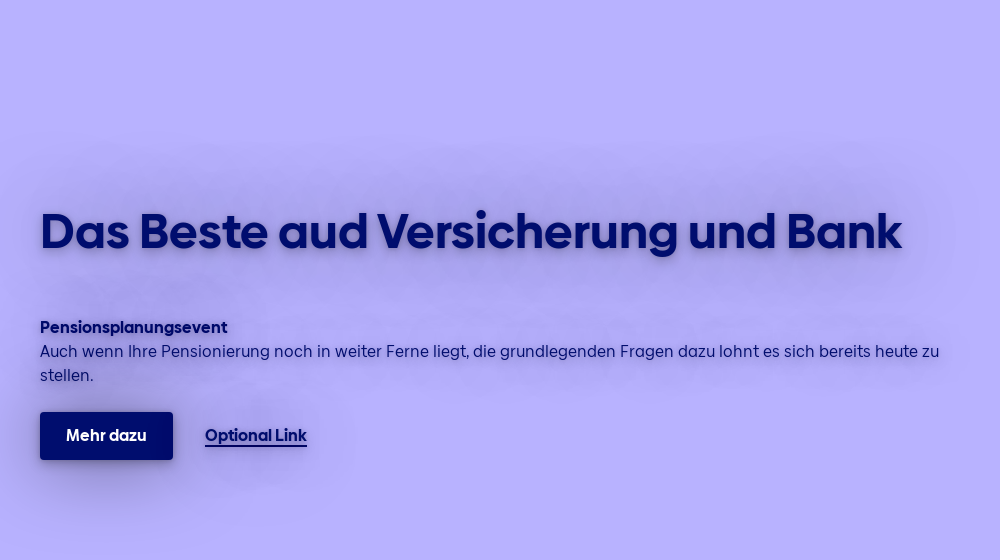 Das Beste aud Versicherung und Bank
Pensionsplanungsevent
Auch wenn Ihre Pensionierung noch in weiter Ferne liegt, die grundlegenden Fragen dazu lohnt es sich bereits heute zu
stellen.
Mehr dazu
Optional Link